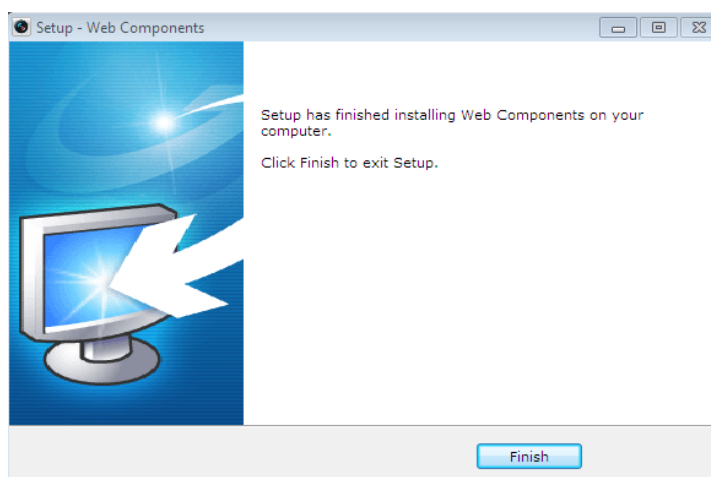 Setup - Web Components
Setup has finished installing Web Components on your
computer.
Click Finish to exit Setup.
Finish